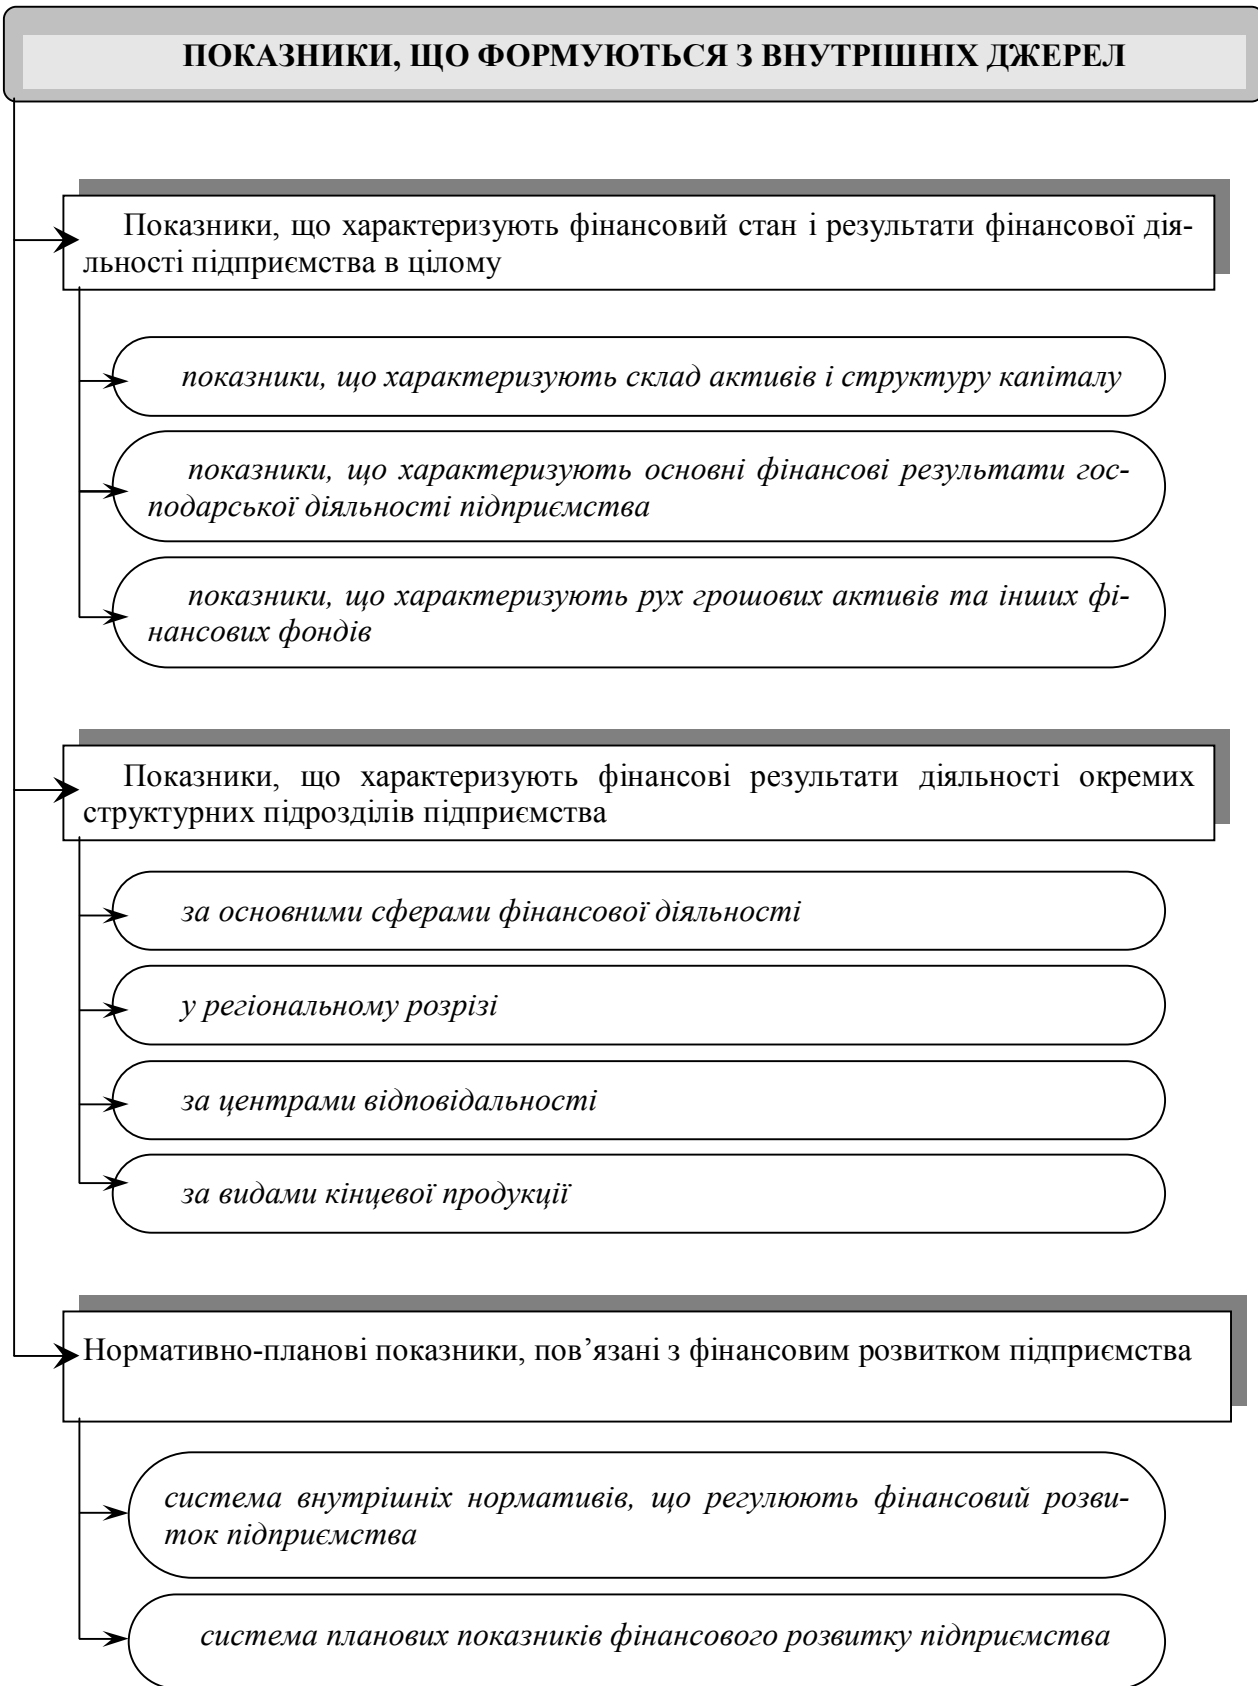 ПОКАЗНИКИ, ЩО ФОРМУЮТЬСЯ З ВНУТРІШНІХ ДЖЕРЕЛ
Показники, що характеризують фінансовий стан і результати фінансової дія-
льності підприємства в цілому
показники, що характеризують склад активів і структуру капіталу
показники, що характеризують основні фінансові результати гос-
подарської діяльності підприємства
показники, що характеризують рух грошових активів та інших фі-
нансових фондів
Показники, що характеризують фінансові результати діяльності окремих
структурних підрозділів підприємства
за основними сферами фінансової діяльності
у регіональному розрізі
за центрами відповідальності
за видами кінцевої продукції
Нормативно-планові показники, пов’язані з фінансовим розвитком підприємства
система внутрішніх нормативів, що регулюють фінансовий розви-
ток підприємства
система планових показників фінансового розвитку підприємства